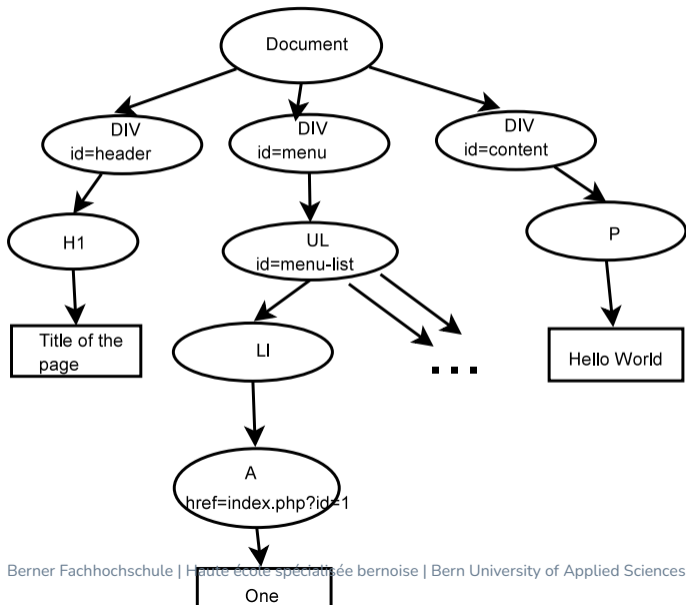 Document
DIV
id=header
DIV
id=menu
DIV
id=content
H1
UL
id=menu-list
P
Title of the
page
LI
...
Hello World
A
href=index.php?id=1
Berner Fachhochschule | Haute école spécialisée bernoise | Bern University of Applied Sciences
One